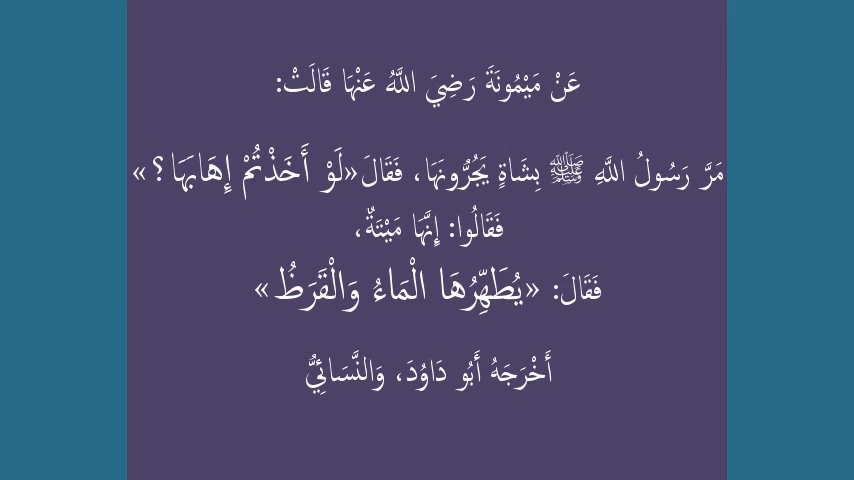 عَنْ مَيْمُونَةَ رَضِيَ اللَّهُ عَنْهَا قَالَتْ:
مَرَّ رَسُولُ اللَّهِ ﷺ بِشَاةٍ يَجُرُّونَهَا، فَقَالَ «لَوْ أَخَذْتُمْ إِهَابَهَا؟»
فَقَالُوا: إِنَّهَا مَيْتَةٌ،
فَقَالَ: «يُطَهِّرُهَا الْمَاءُ وَالْقَرَظُ»
أَخْرَجَهُ أَبُو دَاوُدَ، وَالنَّسَائِيُّ